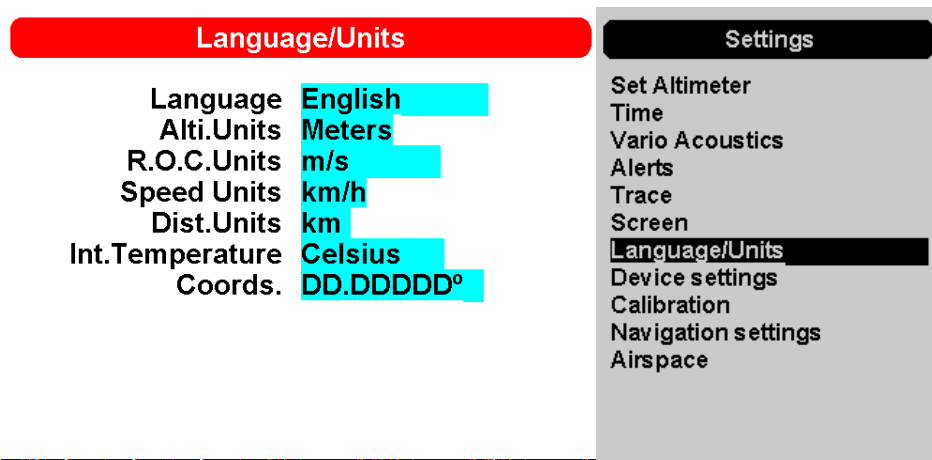 Language/Units
Language English
Alti.Units Meters
R.O.C.Units m/s
Speed Units km/h
Dist.Units km
Int.Temperature Celsius
Coords. DD.DDDDDº
Settings
Set Altimeter
Time
Vario Acoustics
Alerts
Trace
Screen
Language/Units
Device settings
Calibration
Navigation settings
Airspace